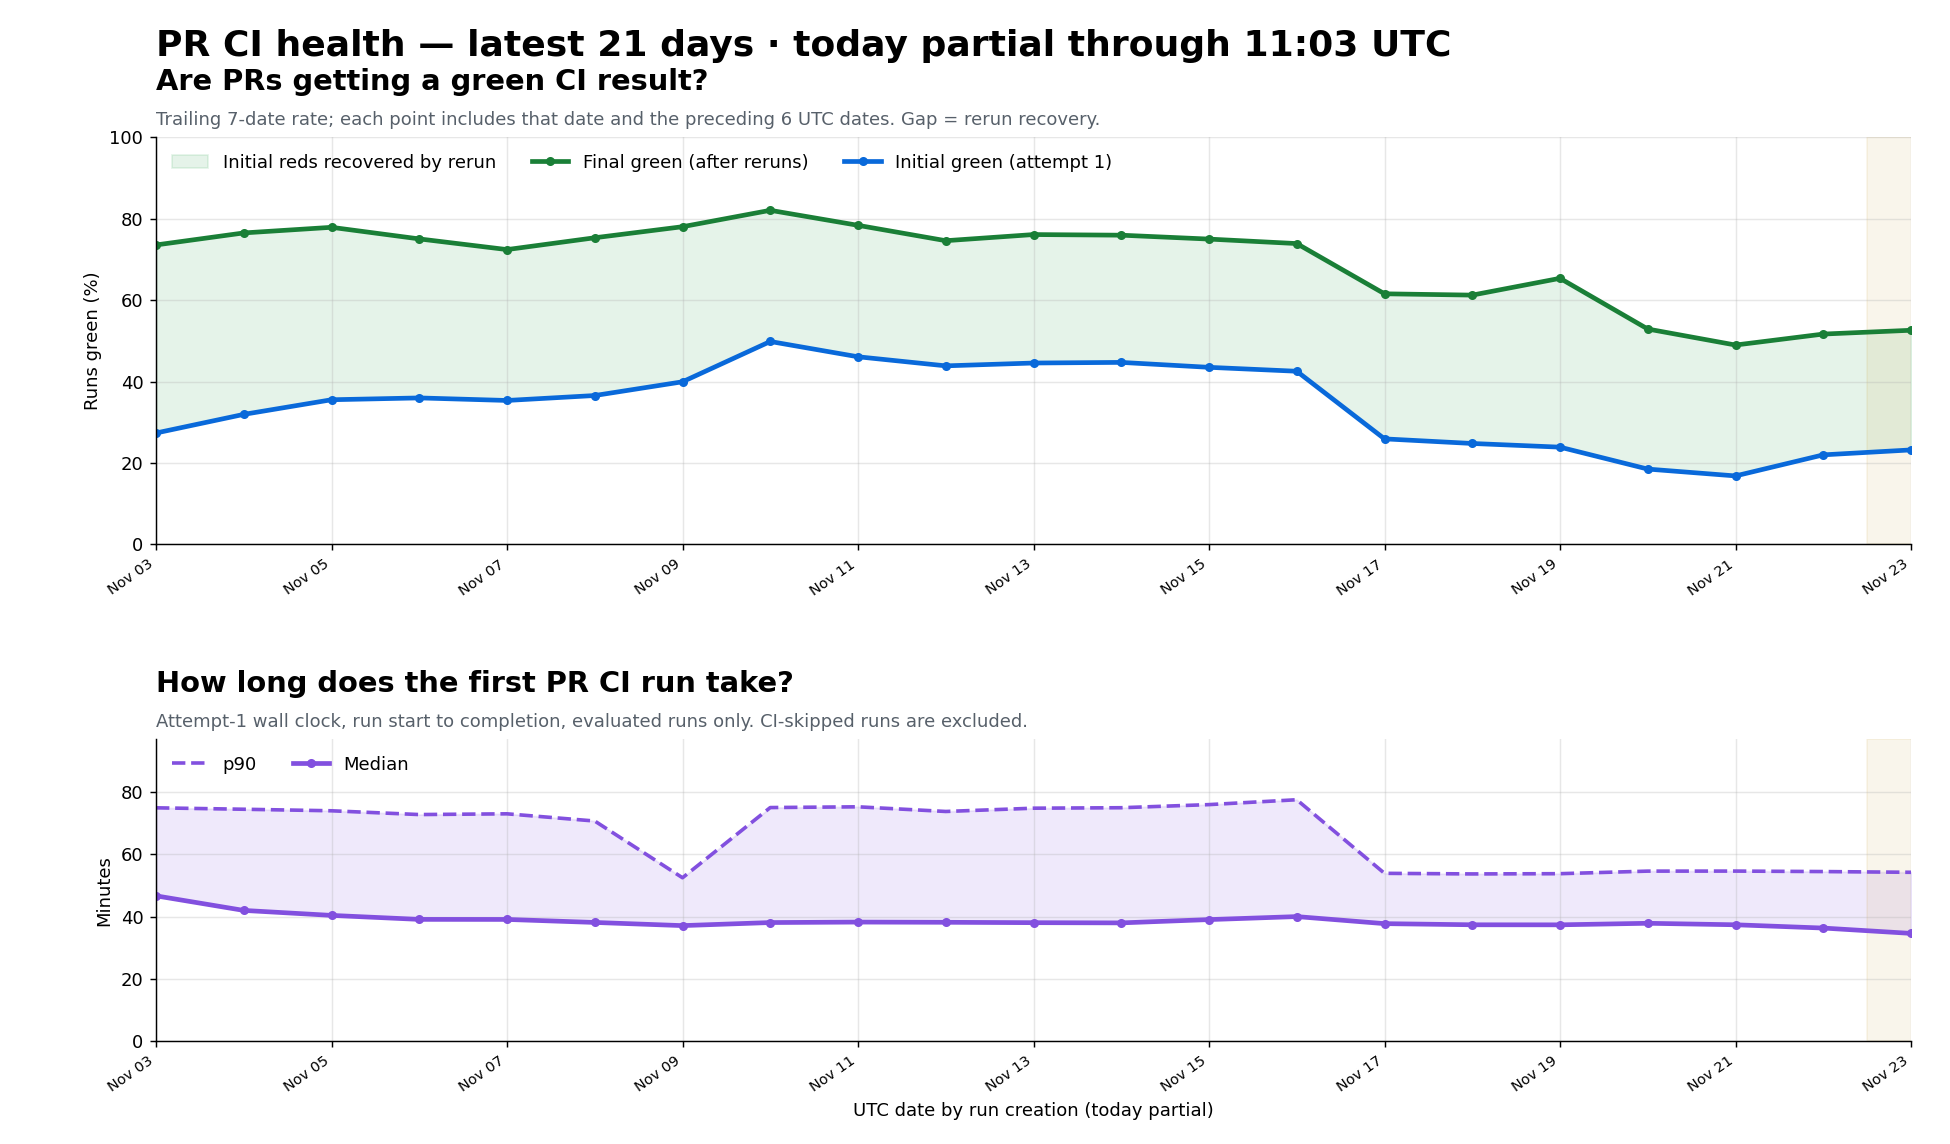 PR CI health — latest 21 days · today partial through 11:03 UTC
Are PRs getting a green CI result?
Trailing 7-date rate; each point includes that date and the preceding 6 UTC dates. Gap = rerun recovery.
Initial reds recovered by rerun
Final green (after reruns)
Initial green (attempt 1)
Runs green (%)
100
80
60
40
20
0
Nov 03
Nov 05
Nov 07
Nov 09
Nov 11
Nov 13
Nov 15
Nov 17
Nov 19
Nov 21
Nov 23
How long does the first PR CI run take?
Attempt-1 wall clock, run start to completion, evaluated runs only. CI-skipped runs are excluded.
p90
Median
Minutes
80
60
40
20
0
Nov 03
Nov 05
Nov 07
Nov 09
Nov 11
Nov 13
Nov 15
Nov 17
Nov 19
Nov 21
Nov 23
UTC date by run creation (today partial)